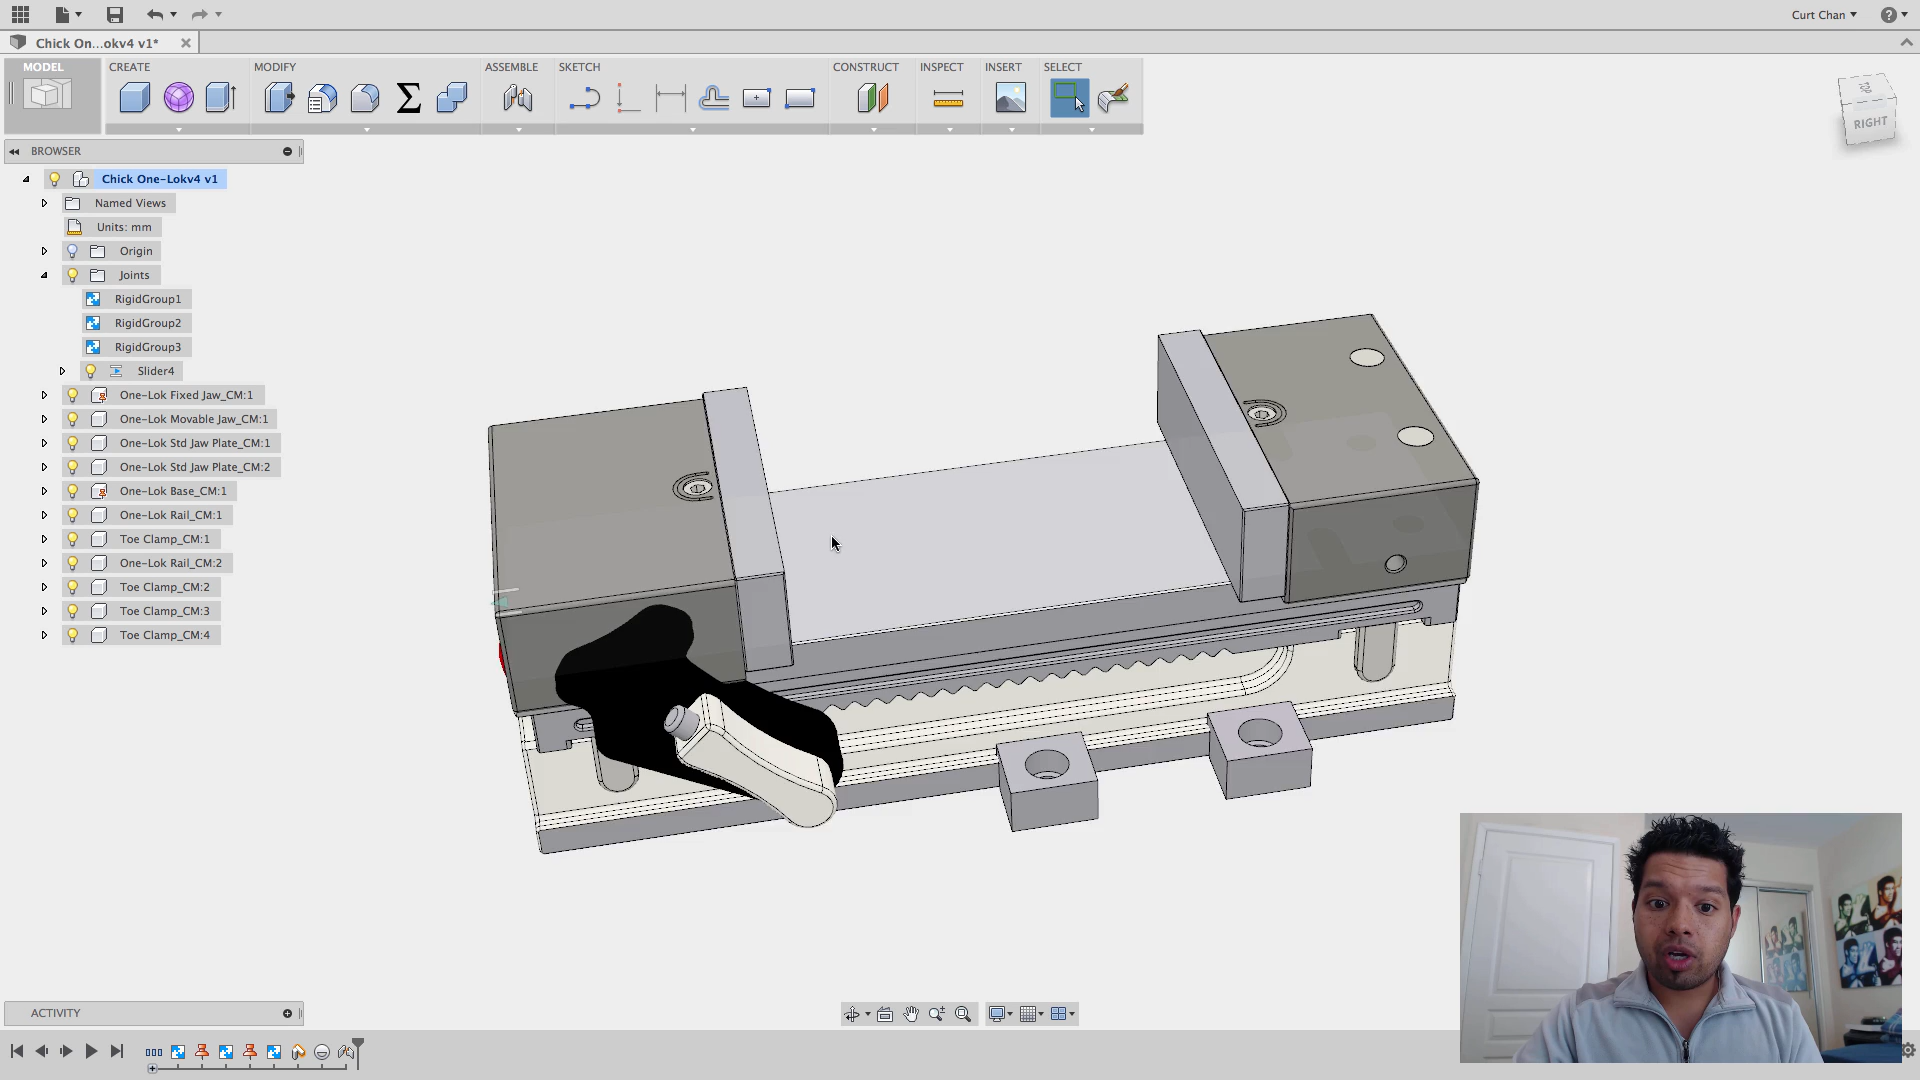 Curt Chan
Chick On...okv4 v1*
MODEL
CREATE
MODIFY
ASSEMBLE
SKETCH
CONSTRUCT
INSPECT
INSERT
SELECT
TOP
RIGHT
BROWSER
Chick One-Lokv4 v1
Named Views
Units: mm
Origin
Joints
RigidGroup1
RigidGroup2
RigidGroup3
Slider4
One-Lok Fixed Jaw_CM:1
One-Lok Movable Jaw_CM:1
One-Lok Std Jaw Plate_CM:1
One-Lok Std Jaw Plate_CM:2
One-Lok Base_CM:1
One-Lok Rail_CM:1
Toe Clamp_CM:1
One-Lok Rail_CM:2
Toe Clamp_CM:2
Toe Clamp_CM:3
Toe Clamp_CM:4
ACTIVITY